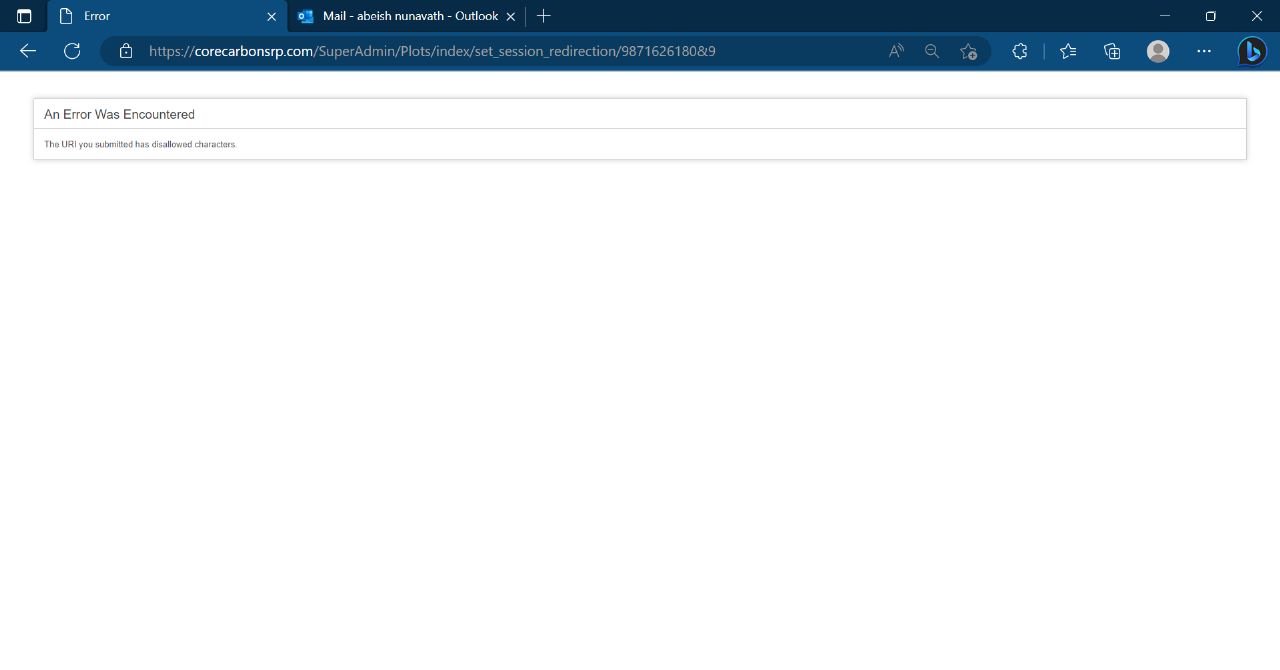 Error
Mail - abeish nunavath - Outlook
https://corecarbonsrp.com/SuperAdmin/Plots/index/set_session_redirection/9871626180&9
An Error Was Encountered
The URI you submitted has disallowed characters.